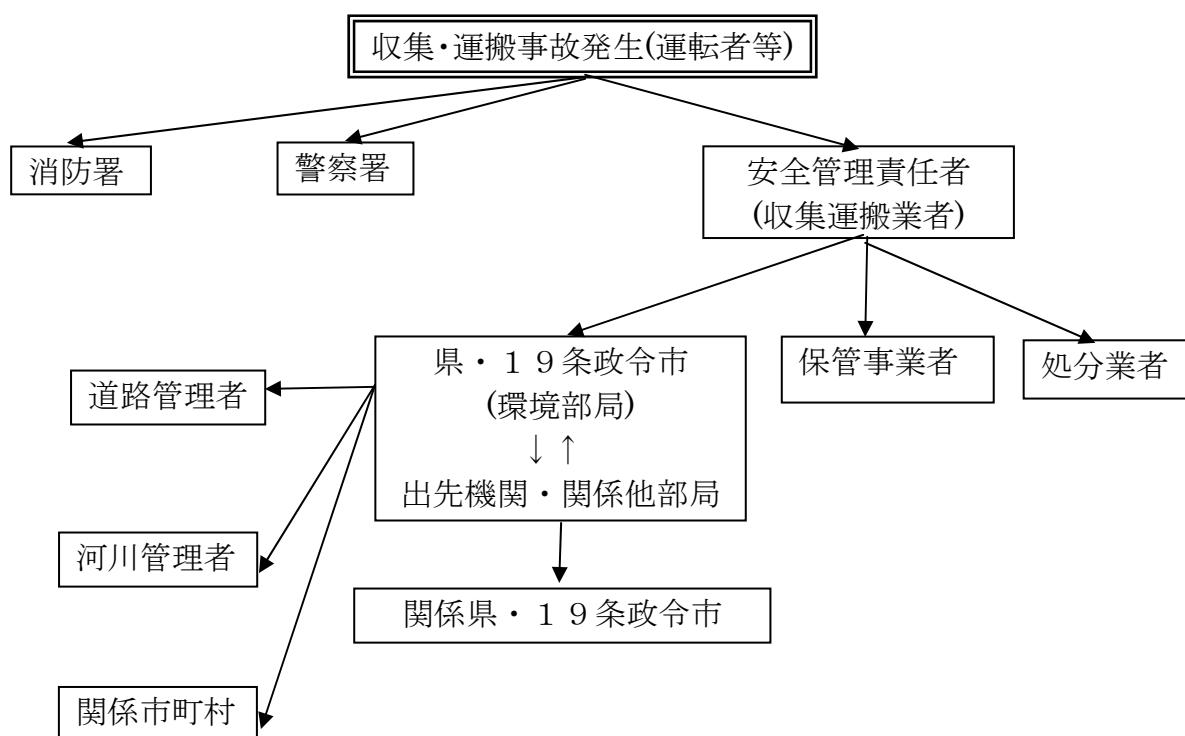 収集・運搬事故発生(運転者等)
消防署
警察署
安全管理責任者
(収集運搬業者)
県・１９条政令市
(環境部局)
↓ ↑
出先機関・関係他部局
保管事業者
処分業者
道路管理者
河川管理者
関係県・１９条政令市
関係市町村